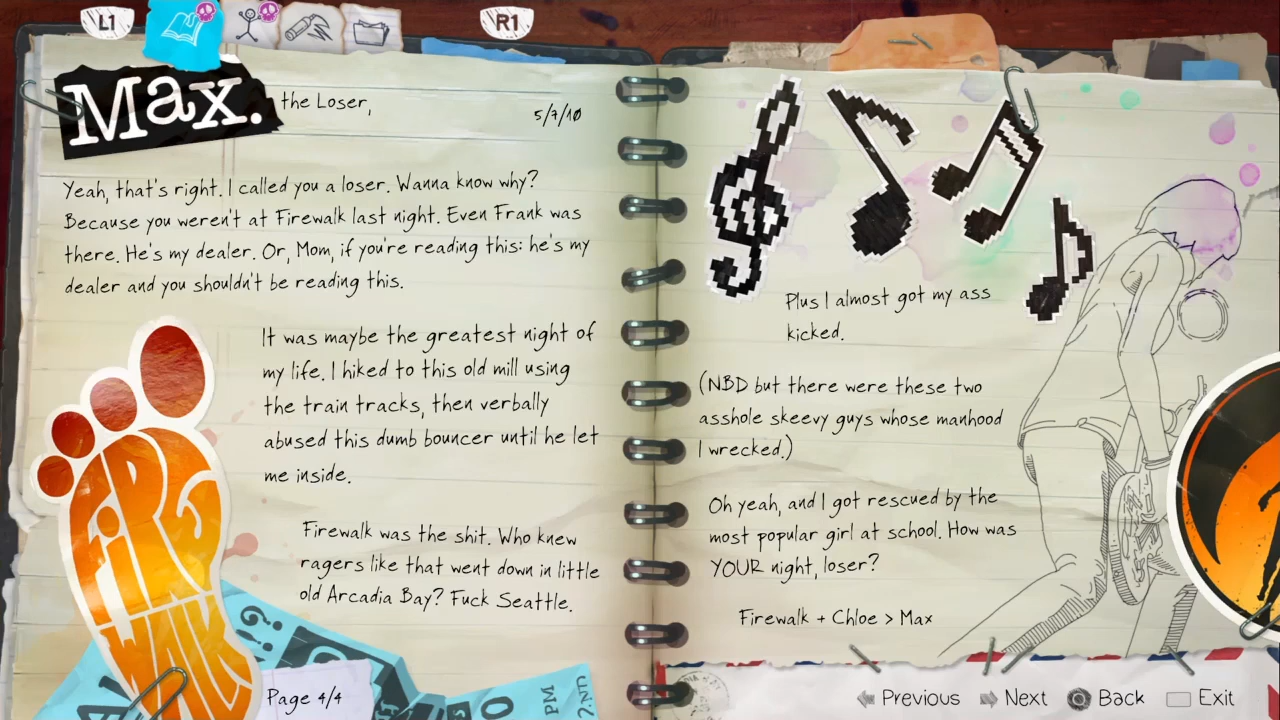 L1
R1
Max.
the Loser,
5/7/10
Yeah, that's right. I called you a loser. Wanna know why?
Because you weren't at Firewalk last night. Even Frank was
there. He's my dealer. Or, Mom, if you're reading this: he's my
dealer and you shouldn't be reading this.
It was maybe the greatest night of
my life. I hiked to this old mill using
the train tracks, then verbally
abused this dumb bouncer until he let
me inside.
Firewalk was the shit. Who knew
ragers like that went down in little
old Arcadia Bay? Fuck Seattle.
FIRE
WALK
PM
Page 4/4
Plus I almost got my ass
kicked.
(NBD but there were these two
asshole skeevy guys whose manhood
I wrecked.)
Oh yeah, and I got rescued by the
most popular girl at school. How was
YOUR night, loser?
Firewalk + Chloe > Max
Previous
Next
Back
Exit